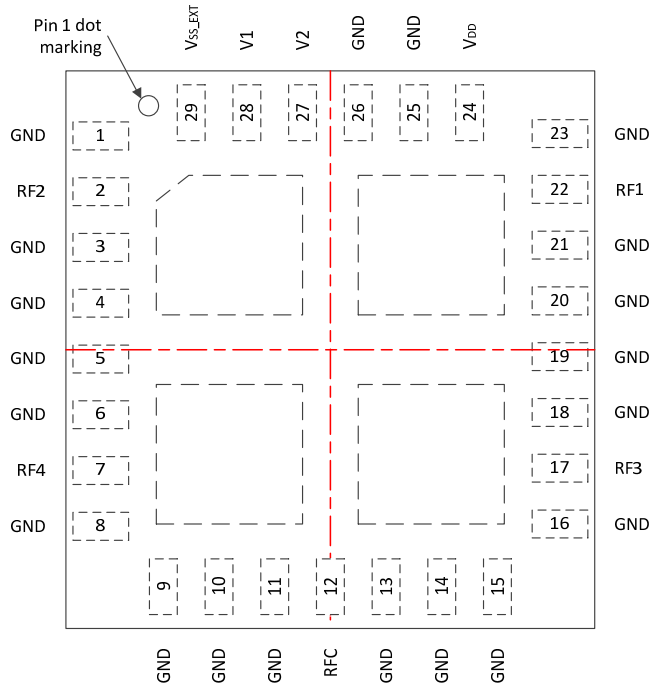 Pin 1 dot
marking
VSS_EXT V1 V2 GND GND VDD
29 28 27 26 25 24
GND 1 23 GND
RF2 2 22 RF1
GND 3 21 GND
GND 4 20 GND
GND 5 19 GND
GND 6 18 GND
RF4 7 17 RF3
GND 8 16 GND
9 10 11 12 13 14 15
GND GND GND RFC GND GND GND